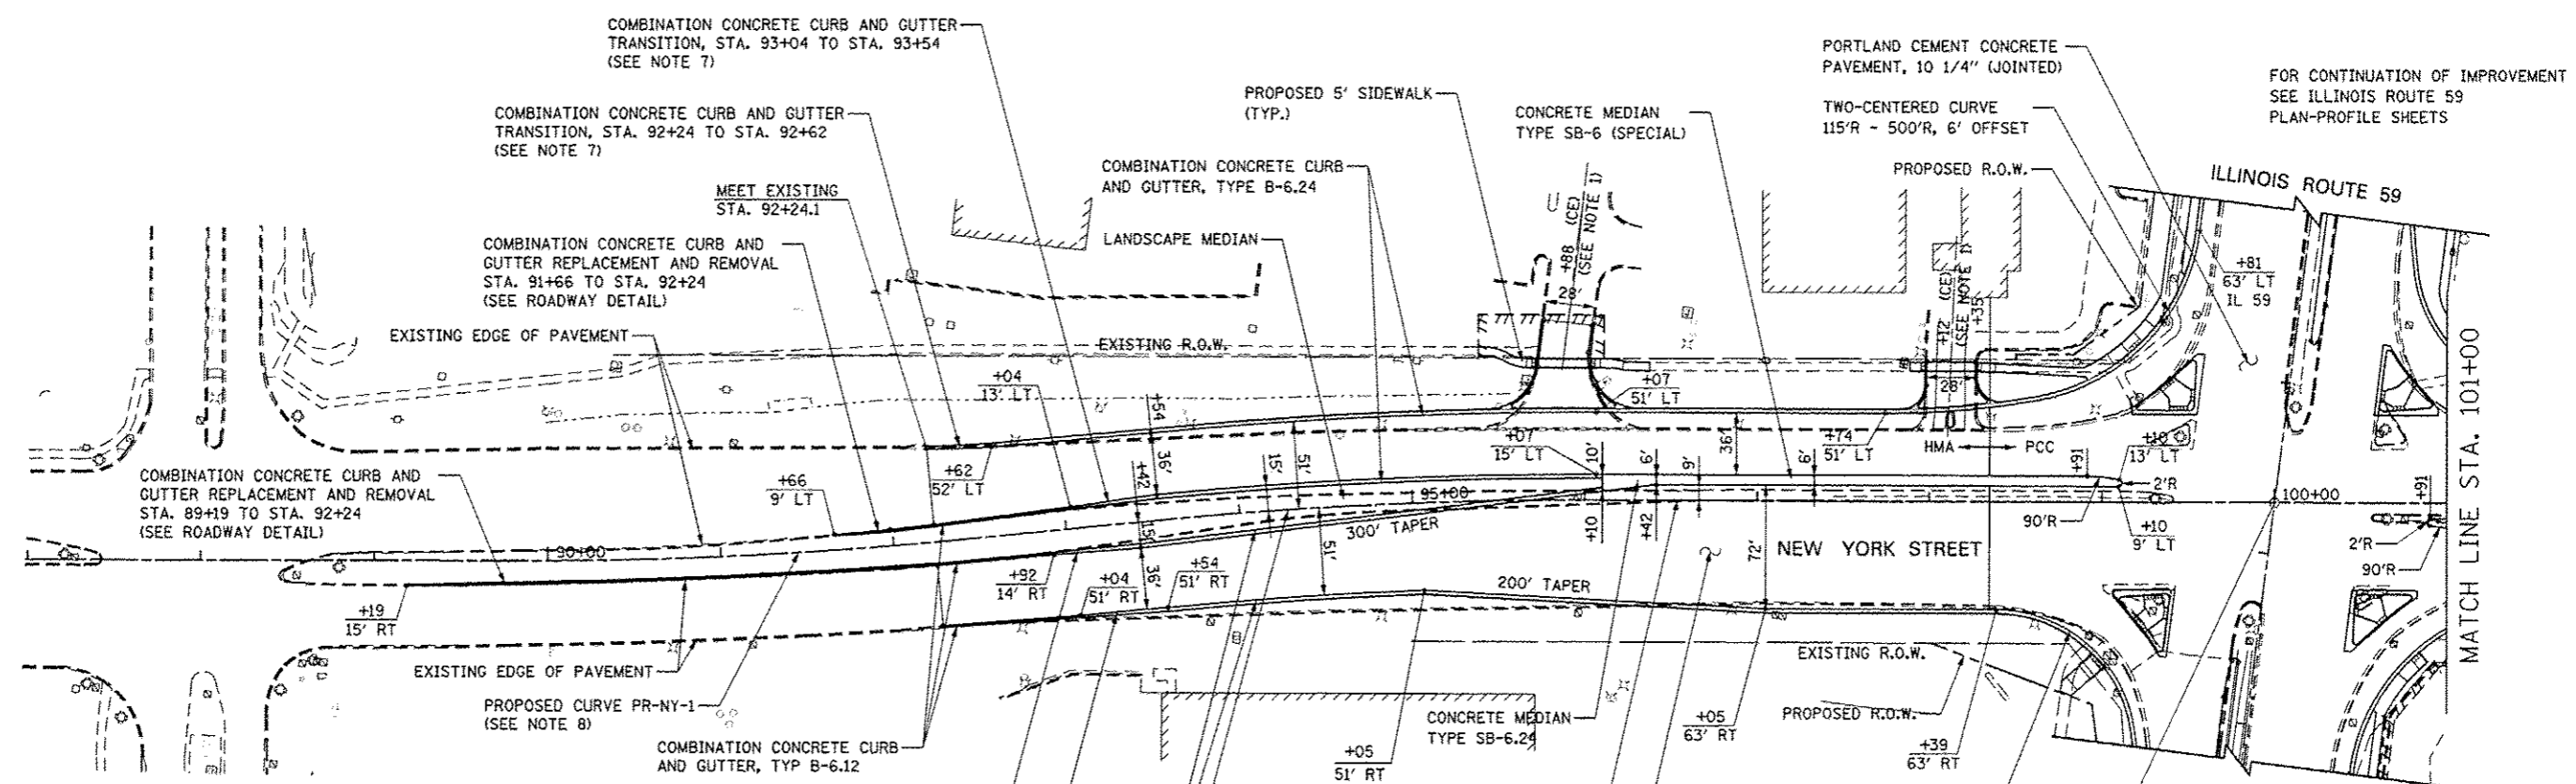 COMBINATION CONCRETE CURB AND GUTTER
TRANSITION, STA. 93+04 TO STA. 93+54
(SEE NOTE 7)
COMBINATION CONCRETE CURB AND GUTTER
TRANSITION, STA. 92+24 TO STA. 92+62
(SEE NOTE 7)
MEET EXISTING
STA. 92+24.1
COMBINATION CONCRETE CURB AND
GUTTER REPLACEMENT AND REMOVAL
STA. 91+66 TO STA. 92+24
(SEE ROADWAY DETAIL)
EXISTING EDGE OF PAVEMENT
PROPOSED 5' SIDEWALK
(TYP.)
COMBINATION CONCRETE CURB
AND GUTTER, TYPE B-6.24
LANDSCAPE MEDIAN
CONCRETE MEDIAN
TYPE SB-6 (SPECIAL)
PORTLAND CEMENT CONCRETE
PAVEMENT, 10 1/4" (JOINTED)
TWO-CENTERED CURVE
115'R - 500'R, 6' OFFSET
PROPOSED R.O.W.
FOR CONTINUATION OF IMPROVEMENT
SEE ILLINOIS ROUTE 59
PLAN-PROFILE SHEETS
ILLINOIS ROUTE 59
+88 (CE)
(SEE NOTE 1)
28'
+12 (CE)
(SEE NOTE 1)
+35
28'
+81
63' LT
IL 59
EXISTING R.O.W.
+04
13' LT
+54
+07
51' LT
+07
15' LT
+74
51' LT
HMA
PCC
+10
13' LT
+91
2'R
90'R
+10
9' LT
100+00
+91
2'R
90'R
MATCH LINE STA. 101+00
COMBINATION CONCRETE CURB AND
GUTTER REPLACEMENT AND REMOVAL
STA. 89+19 TO STA. 92+24
(SEE ROADWAY DETAIL)
+66
9' LT
+62
52' LT
+42
36'
15'
51'
95+00
10'
6'
9'
36'
6'
90+00
15'
36'
300' TAPER
51'
+10
+42
72'
NEW YORK STREET
200' TAPER
+19
15' RT
+92
14' RT
+04
51' RT
+54
51' RT
EXISTING EDGE OF PAVEMENT
PROPOSED CURVE PR-NY-1
(SEE NOTE 8)
COMBINATION CONCRETE CURB
AND GUTTER, TYP B-6.12
+05
51' RT
CONCRETE MEDIAN
TYPE SB-6.24
+05
63' RT
EXISTING R.O.W.
PROPOSED R.O.W.
+39
63' RT